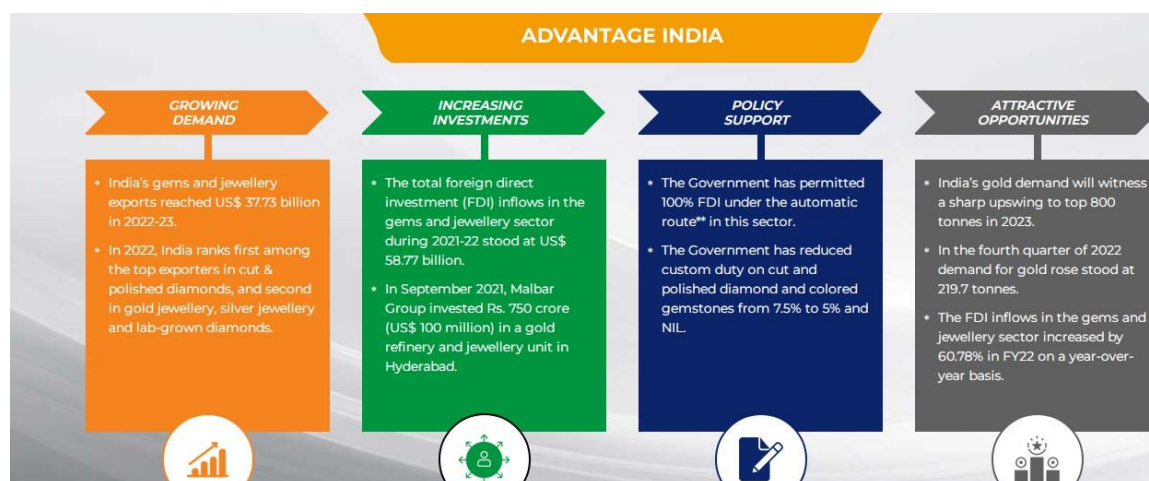 ADVANTAGE INDIA
GROWING
DEMAND
* India's gems and jewellery
exports reached US$ 37.73 billion
in 2022-23.
* In 2022, India ranks first among
the top exporters in cut &
polished diamonds, and second
in gold jewellery, silver jewellery
and lab-grown diamonds.
INCREASING
INVESTMENTS
* The total foreign direct
investment (FDI) inflows in the
gems and jewellery sector
during 2021-22 stood at US$
58.77 billion.
* In September 2021, Malbar
Group invested Rs. 750 crore
(US$ 100 million) in a gold
refinery and jewellery unit in
Hyderabad.
POLICY
SUPPORT
* The Government has permitted
100% FDI under the automatic
route** in this sector.
* The Government has reduced
custom duty on cut and
polished diamond and colored
gemstones from 7.5% to 5% and
NIL.
ATTRACTIVE
OPPORTUNITIES
* India's gold demand will witness
a sharp upswing to top 800
tonnes in 2023.
* In the fourth quarter of 2022
demand for gold rose stood at
219.7 tonnes.
* The FDI inflows in the gems and
jewellery sector increased by
60.78% in FY22 on a year-over-
year basis.